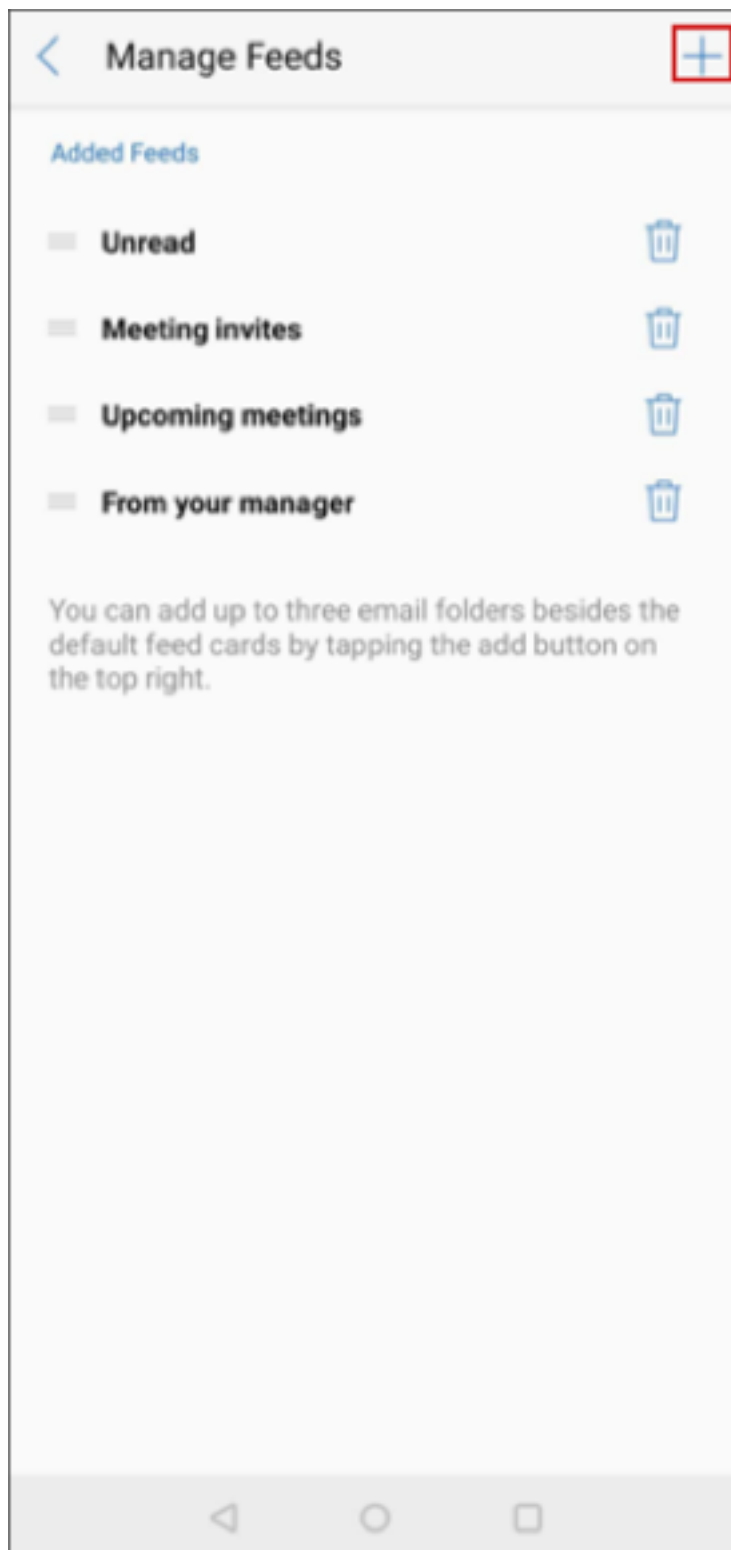 Manage Feeds
Added Feeds
Unread
Meeting invites
Upcoming meetings
From your manager
You can add up to three email folders besides the
default feed cards by tapping the add button on
the top right.